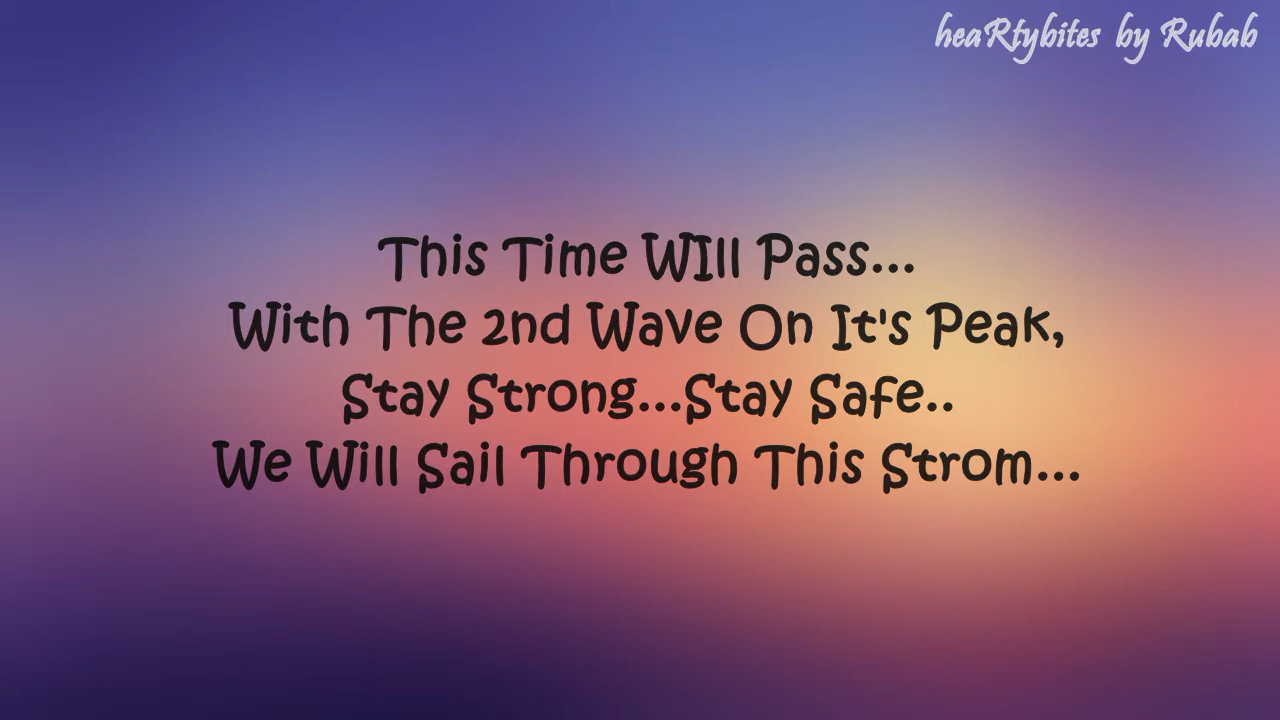 heaRtybites by Rubab
This Time WIll Pass...
With The 2nd Wave On It's Peak,
Stay Strong...Stay Safe..
We Will Sail Through This Strom...